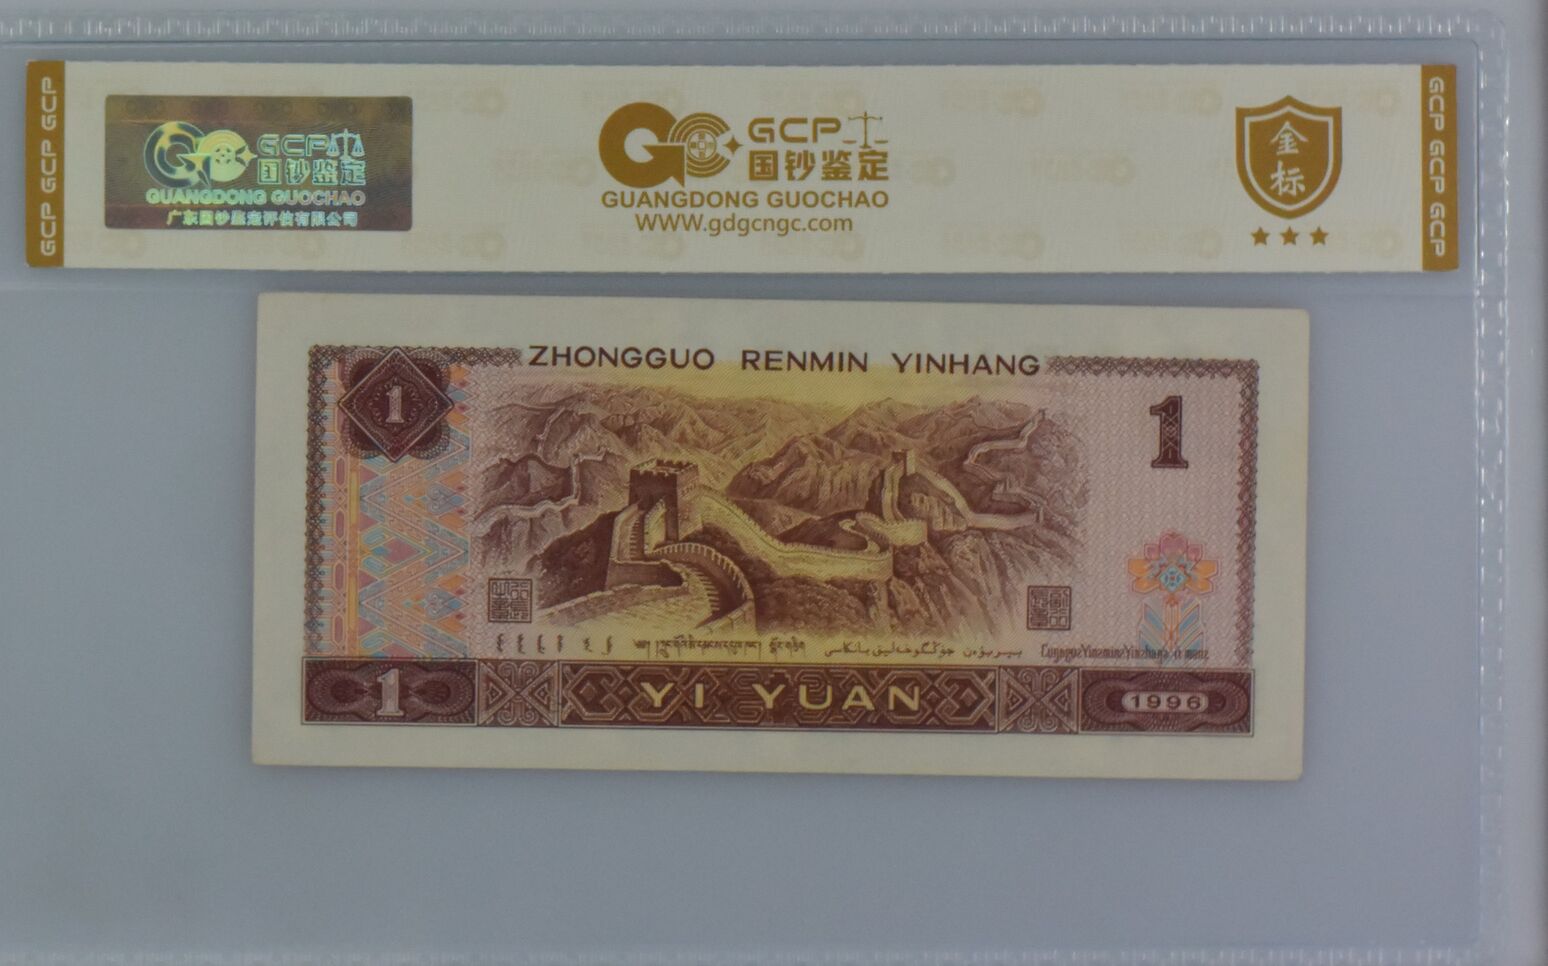 GCP GCP GCP
GCP
国钞鉴定
GUANGDONG GUOCHAO
广东国钞鉴定评估有限公司
GCP
国钞鉴定
GUANGDONG GUOCHAO
WWW.gdgcngc.com
金
标
GCP GCP GCP
ZHONGGUO RENMIN YINHANG
1
1
1
YI YUAN
1996